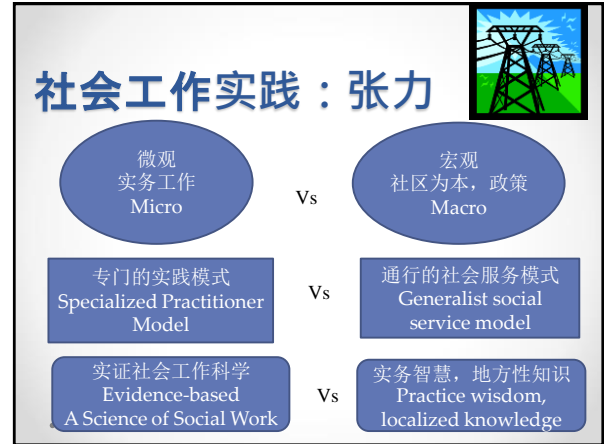 社会工作实践：张力
微观
实务工作
Micro
Vs
宏观
社区为本，政策
Macro
专门的实践模式
Specialized Practitioner
Model
Vs
通行的社会服务模式
Generalist social
service model
实证社会工作科学
Evidence-based
A Science of Social Work
Vs
实务智慧，地方性知识
Practice wisdom,
localized knowledge